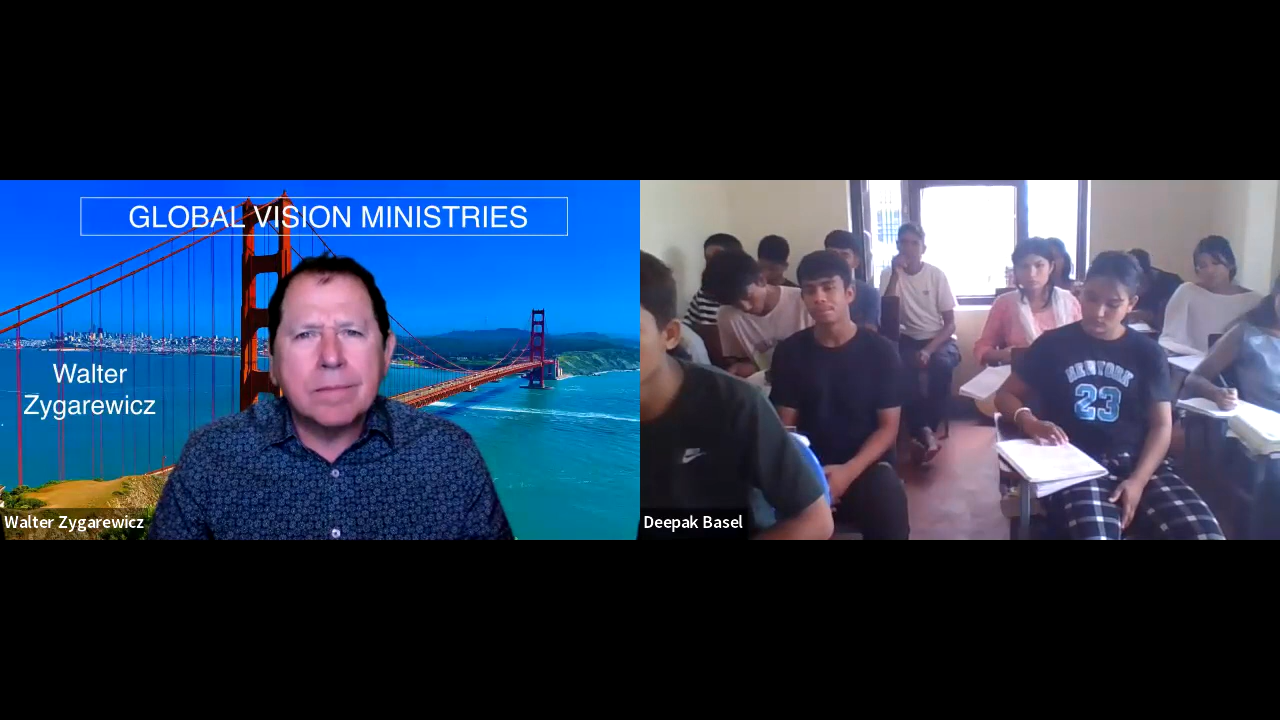 GLOBAL VISION MINISTRIES
Walter
Zygarewicz
Walter Zygarewicz
Deepak Basel
NEW YORK
23